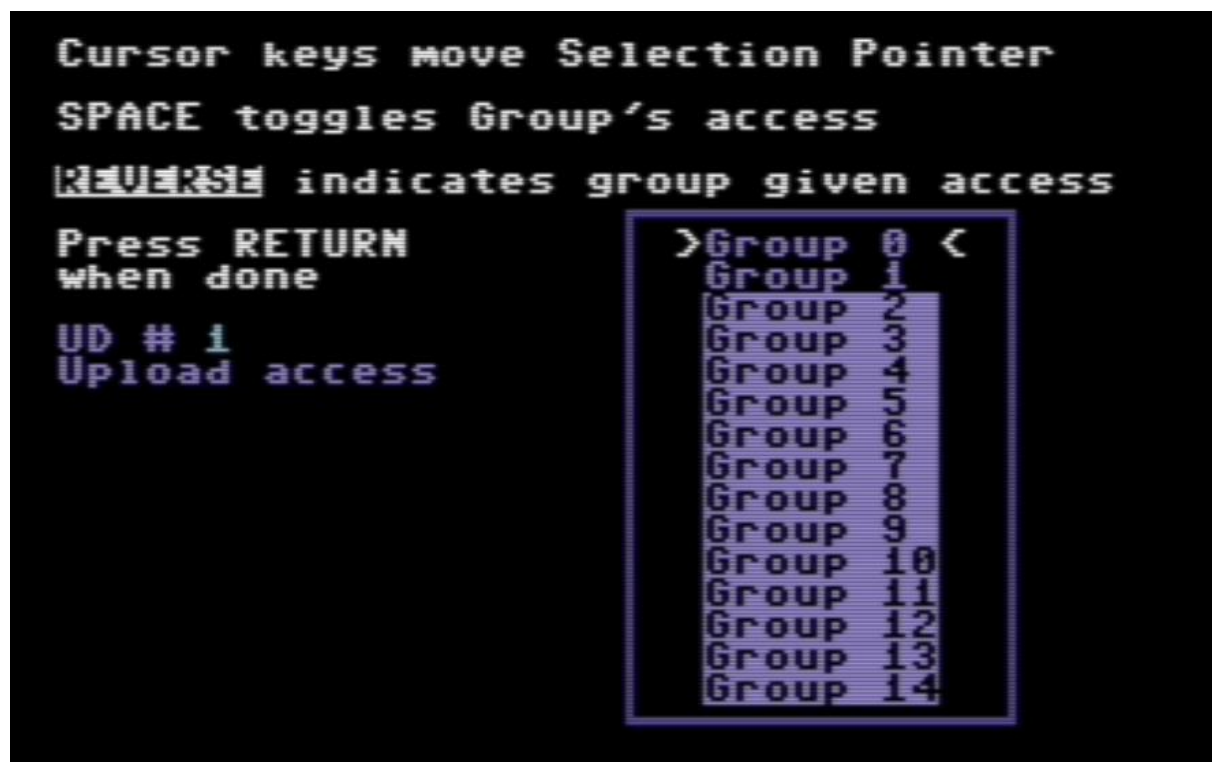 Cursor keys move Selection Pointer
SPACE toggles Group's access
REVERSE indicates group given access
Press RETURN
when done
UD # 1
Upload access
>Group 0 <
Group 1
Group 2
Group 3
Group 4
Group 5
Group 6
Group 7
Group 8
Group 9
Group 10
Group 11
Group 12
Group 13
Group 14